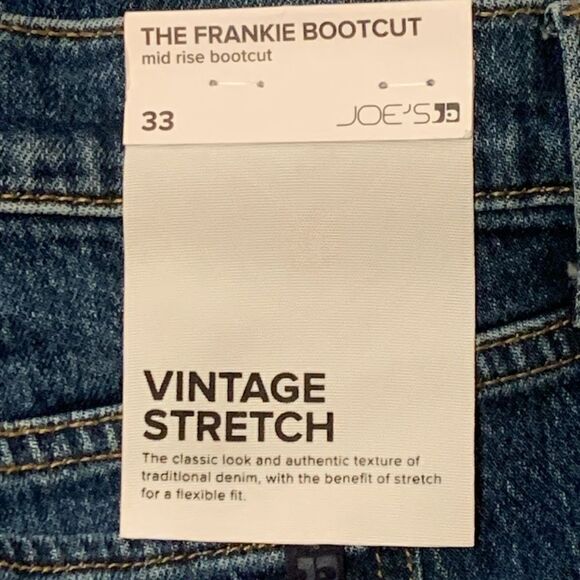 THE FRANKIE BOOTCUT
mid rise bootcut
33
JOE'S
VINTAGE
STRETCH
The classic look and authentic texture of
traditional denim, with the benefit of stretch
for a flexible fit.